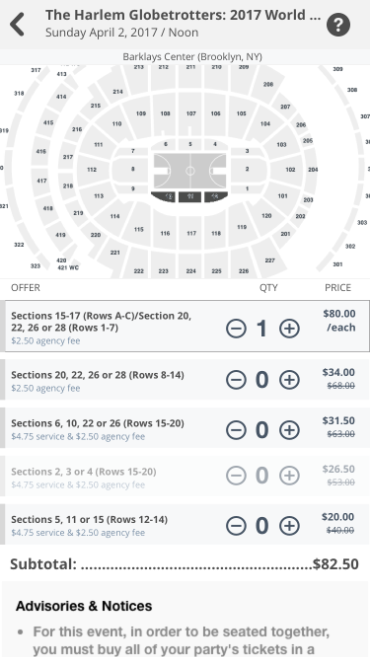 The Harlem Globetrotters: 2017 World ...
Sunday April 2, 2017 / Noon
?
Barklays Center (Brooklyn, NY)
317 413 213 212 211 210 209 309
318 414 215 208 308
319 415 216 110 109 108 107 106 105 104 207 307
416 111 7 6 5 4 3 103 206 205
417 217 112 8 2 102 204
321 418 218 113 9 1 101 203 303
419 219 114 120 202
322 220 115 116 117 118 119 201 302
420 221 227
323 421 WC 222 223 224 225 226 301
OFFER QTY PRICE
Sections 15-17 (Rows A-C)/Section 20,
22, 26 or 28 (Rows 1-7)
$2.50 agency fee
1
$80.00
/each
Sections 20, 22, 26 or 28 (Rows 8-14)
$2.50 agency fee
0
$34.00
$68.00
Sections 6, 10, 22 or 26 (Rows 15-20)
$4.75 service & $2.50 agency fee
0
$31.50
$63.00
Sections 2, 3 or 4 (Rows 15-20)
$4.75 service & $2.50 agency fee
0
$26.50
$53.00
Sections 5, 11 or 15 (Rows 12-14)
$4.75 service & $2.50 agency fee
0
$20.00
$40.00
Subtotal: ................................................$82.50
Advisories & Notices
• For this event, in order to be seated together,
you must buy all of your party's tickets in a